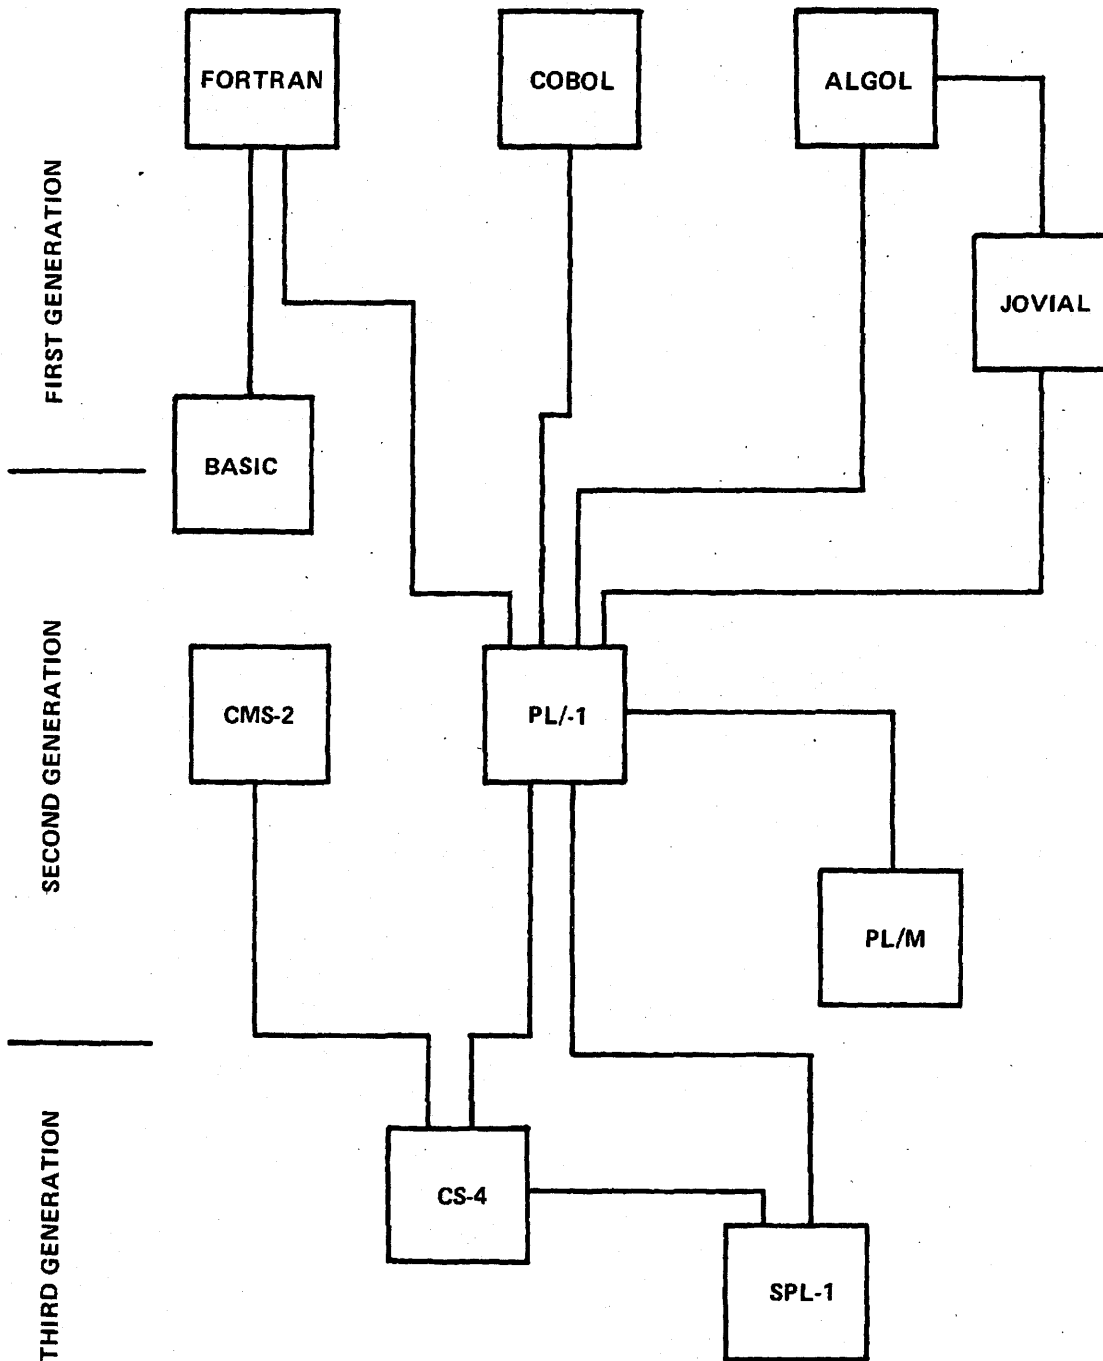 FORTRAN
COBOL
ALGOL
FIRST GENERATION
JOVIAL
BASIC
SECOND GENERATION
CMS-2
PL/-1
PL/M
THIRD GENERATION
CS-4
SPL-1